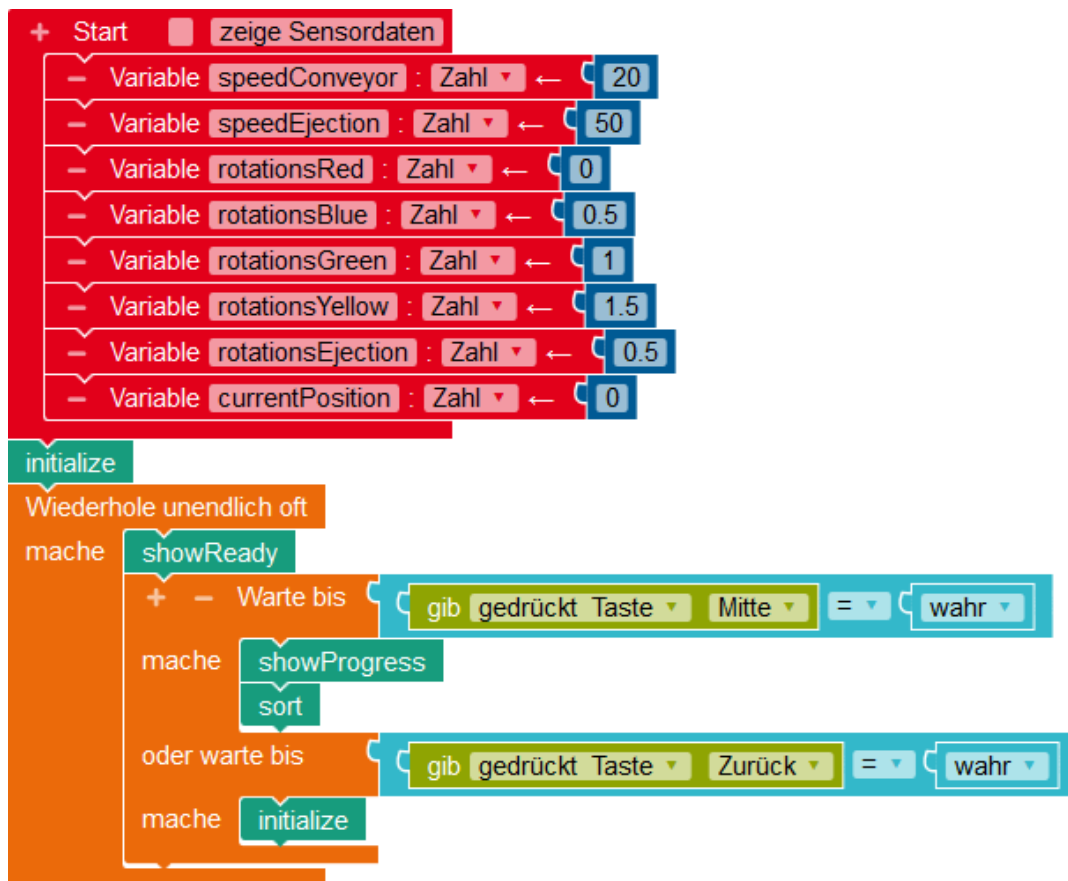 + Start zeige Sensordaten
− Variable speedConveyor : Zahl ▾ ← 20
− Variable speedEjection : Zahl ▾ ← 50
− Variable rotationsRed : Zahl ▾ ← 0
− Variable rotationsBlue : Zahl ▾ ← 0.5
− Variable rotationsGreen : Zahl ▾ ← 1
− Variable rotationsYellow : Zahl ▾ ← 1.5
− Variable rotationsEjection : Zahl ▾ ← 0.5
− Variable currentPosition : Zahl ▾ ← 0
initialize
Wiederhole unendlich oft
mache showReady
+ − Warte bis gib gedrückt Taste ▾ Mitte ▾ = ▾ wahr ▾
mache showProgress
sort
oder warte bis gib gedrückt Taste ▾ Zurück ▾ = ▾ wahr ▾
mache initialize